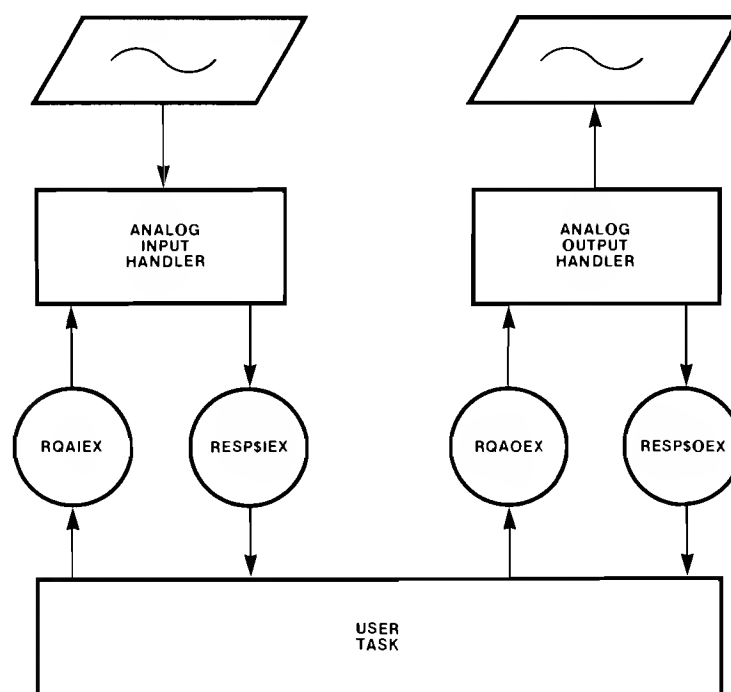 ANALOG
INPUT
HANDLER
ANALOG
OUTPUT
HANDLER
RQAIEX
RESP$IEX
RQAOEX
RESP$OEX
USER
TASK